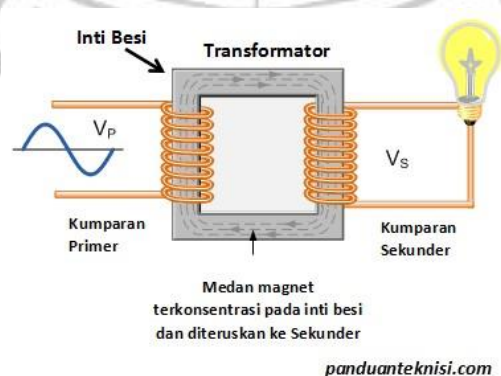 Inti Besi
Transformator
VP
VS
Kumparan
Primer
Kumparan
Sekunder
Medan magnet
terkonsentrasi pada inti besi
dan diteruskan ke Sekunder
panduanteknisi.com